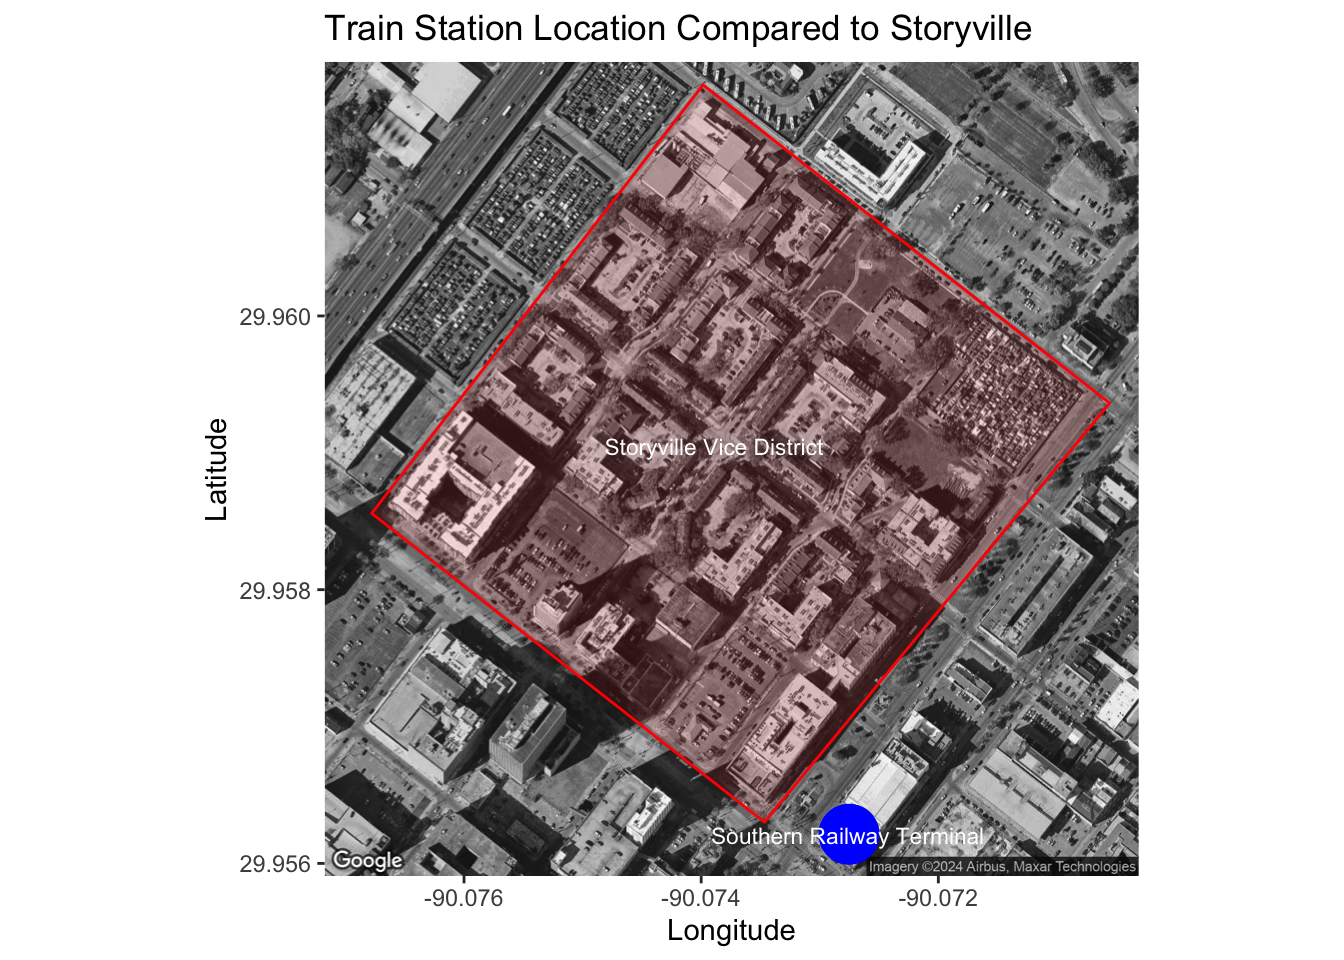 Train Station Location Compared to Storyville
Latitude
29.960
29.958
29.956
Storyville Vice District
Southern Railway Terminal
Google
Imagery ©2024 Airbus, Maxar Technologies
-90.076
-90.074
-90.072
Longitude